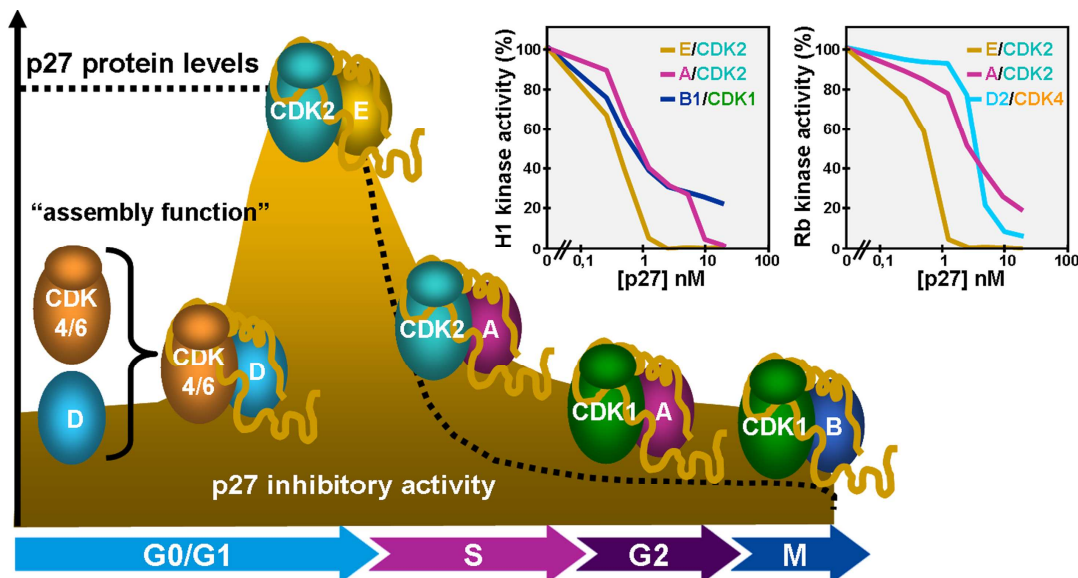 p27 protein levels
CDK2 E
“assembly function”
CDK
4/6
D
CDK
4/6
D
CDK2 A
CDK1 A
CDK1 B
p27 inhibitory activity
G0/G1 S G2 M
H1 kinase activity (%)
100
80
60
40
20
0
0 0,1 1 10 100
[p27] nM
E/CDK2
A/CDK2
B1/CDK1
Rb kinase activity (%)
100
80
60
40
20
0
0 0,1 1 10 100
[p27] nM
E/CDK2
A/CDK2
D2/CDK4